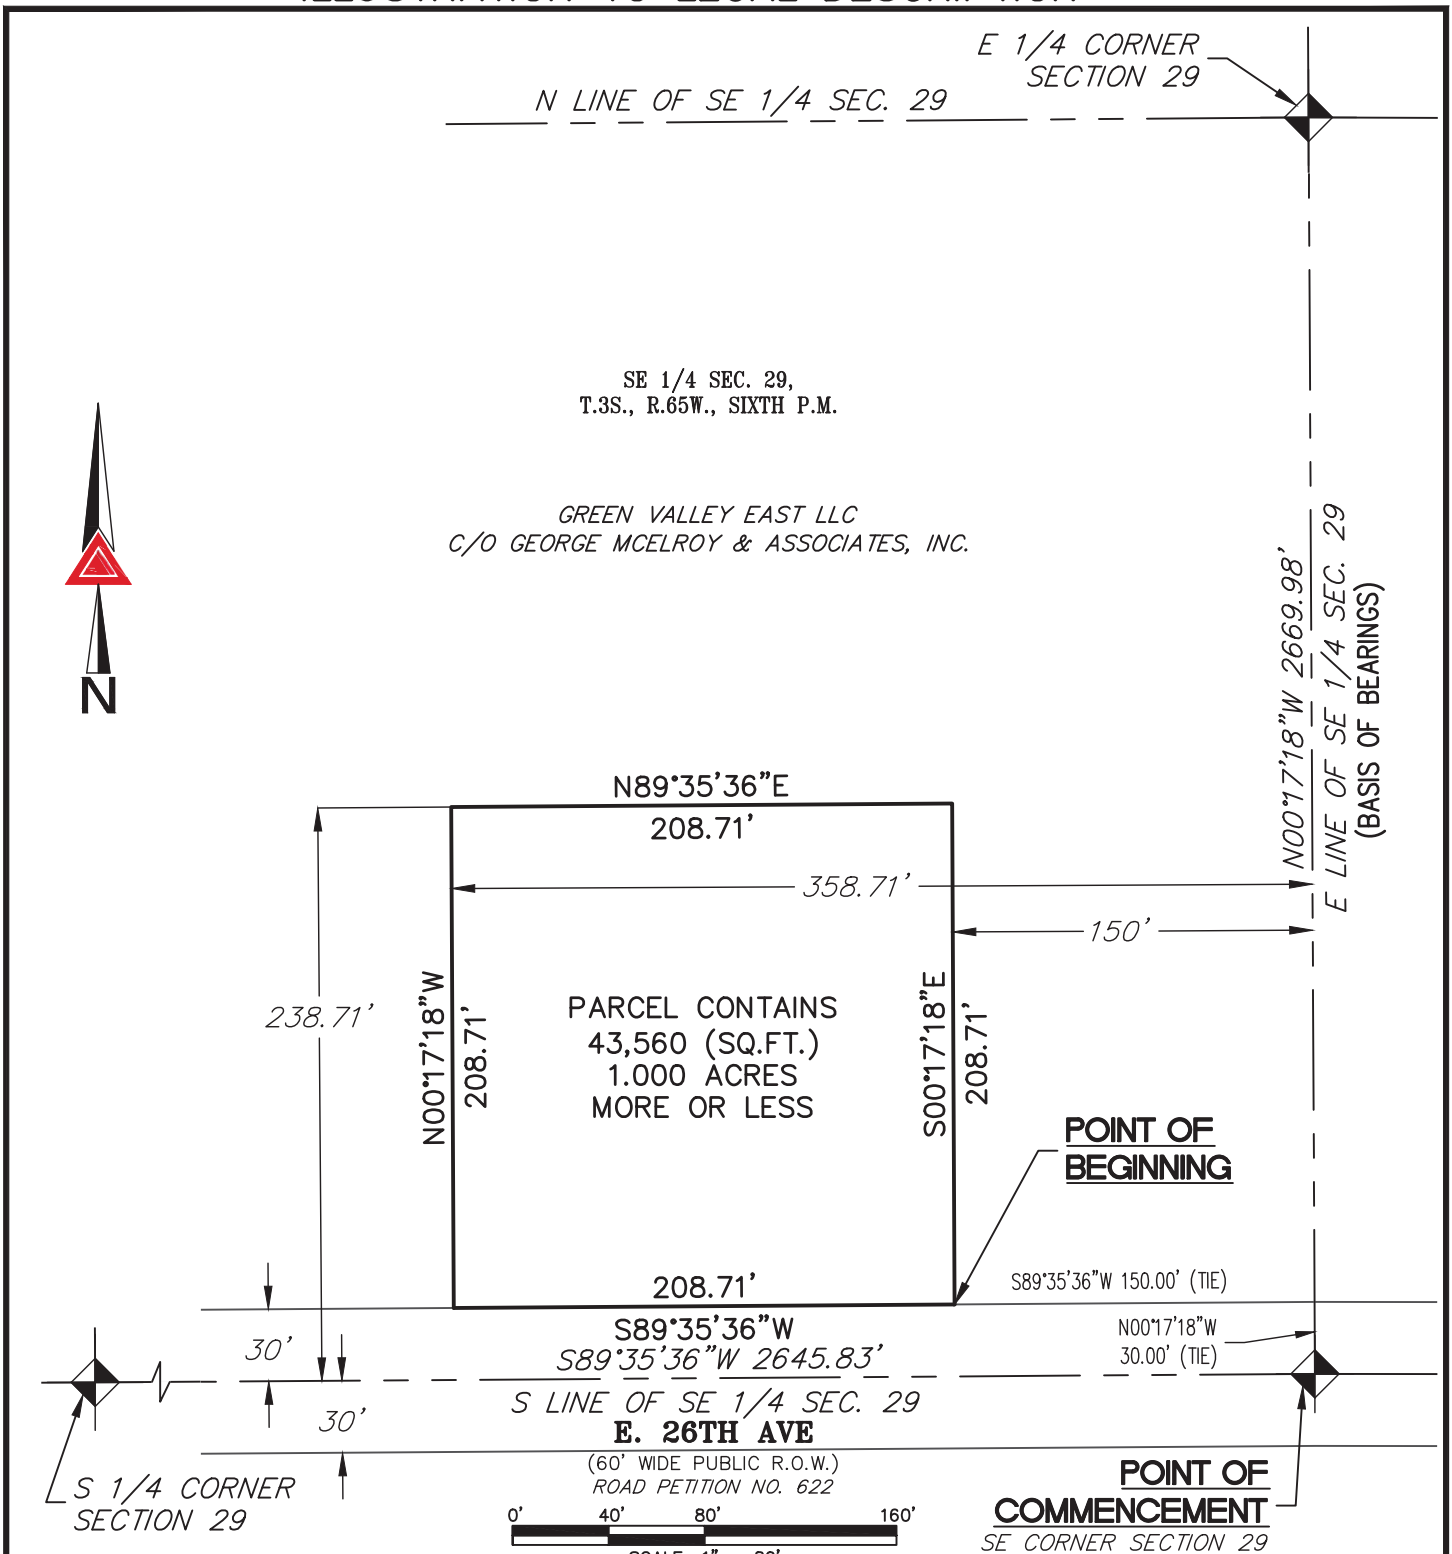 ILLUSTRATION TO LEGAL DESCRIPTION
E 1/4 CORNER
SECTION 29
N LINE OF SE 1/4 SEC. 29
SE 1/4 SEC. 29,
T.3S., R.65W., SIXTH P.M.
GREEN VALLEY EAST LLC
C/O GEORGE MCELROY & ASSOCIATES, INC.
N
N00°17'18"W 2669.98'
E LINE OF SE 1/4 SEC. 29
(BASIS OF BEARINGS)
N89°35'36"E
208.71'
358.71'
150'
238.71'
N00°17'18"W
208.71'
PARCEL CONTAINS
43,560 (SQ.FT.)
1.000 ACRES
MORE OR LESS
S00°17'18"E
208.71'
POINT OF
BEGINNING
208.71'
S89°35'36"W 150.00' (TIE)
S89°35'36"W
N00°17'18"W
30.00' (TIE)
30'
S89°35'36"W 2645.83'
S LINE OF SE 1/4 SEC. 29
30'
E. 26TH AVE
(60' WIDE PUBLIC R.O.W.)
ROAD PETITION NO. 622
S 1/4 CORNER
SECTION 29
POINT OF
COMMENCEMENT
SE CORNER SECTION 29
0' 40' 80' 160'